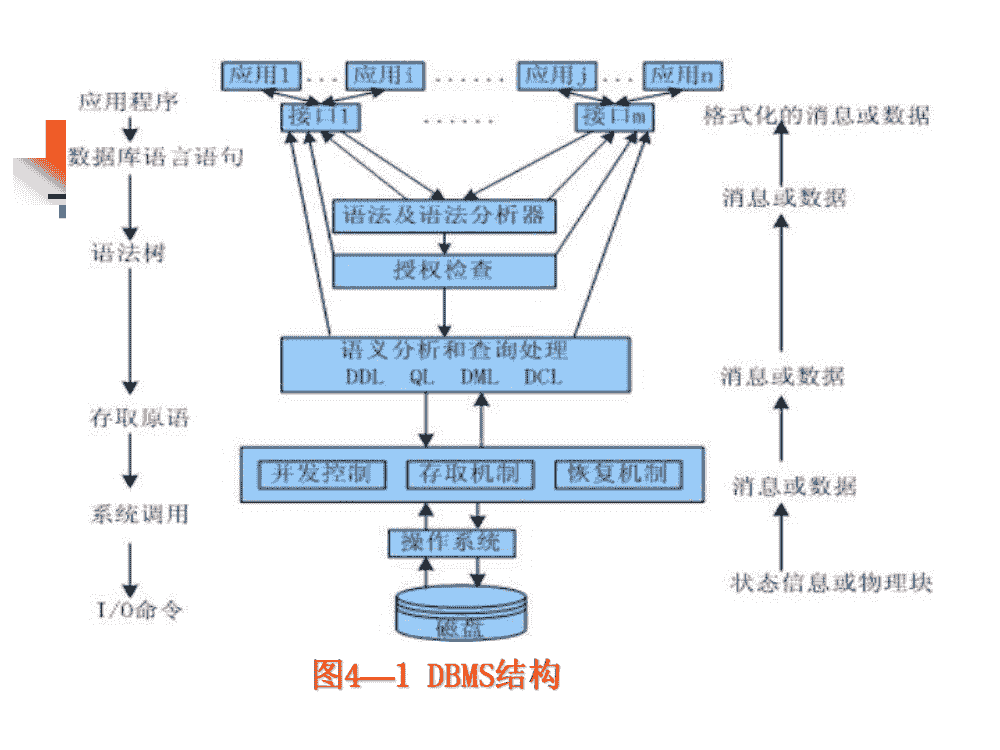 应用1 ... 应用i ...... 应用j ... 应用n
应用程序
接口1 ...... 接口m
格式化的消息或数据
数据库语言语句
消息或数据
语法及语法分析器
语法树
授权检查
语义分析和查询处理
DDL QL DML DCL
消息或数据
存取原语
并发控制 存取机制 恢复机制
消息或数据
系统调用
操作系统
状态信息或物理块
I/O命令
磁盘
图4—1 DBMS结构